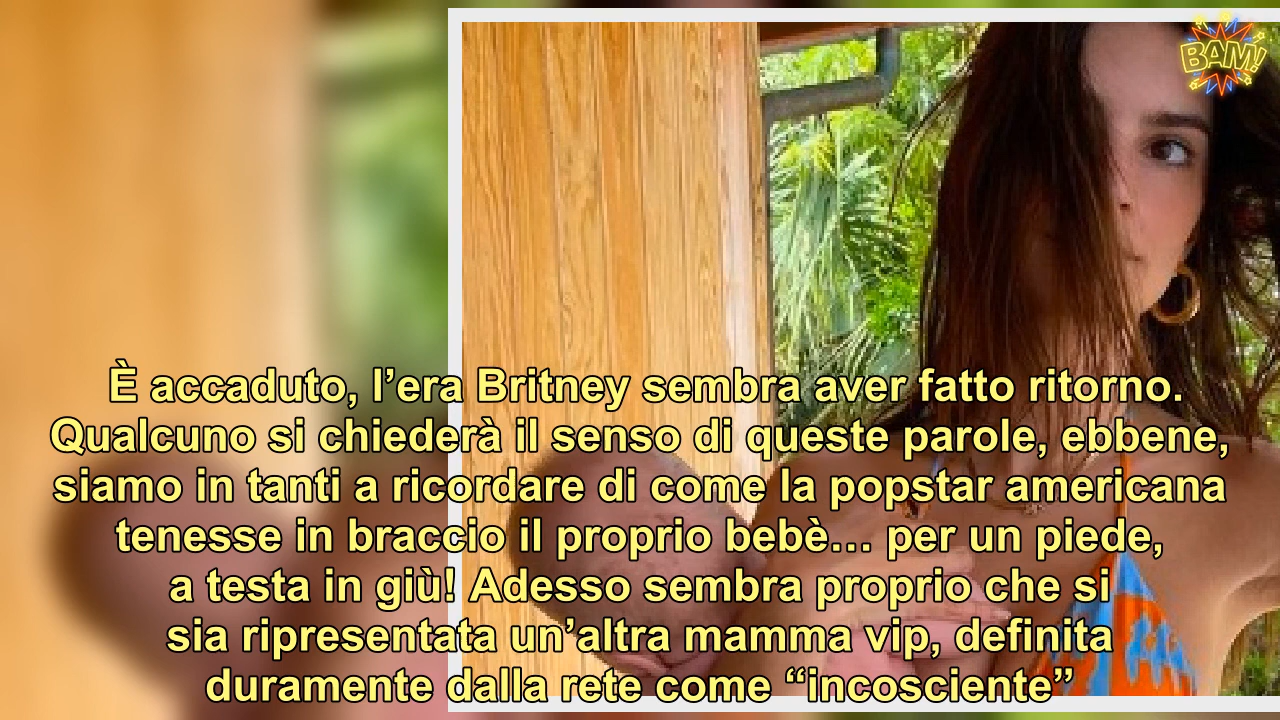 BAM!
È accaduto, l’era Britney sembra aver fatto ritorno.
Qualcuno si chiederà il senso di queste parole, ebbene,
siamo in tanti a ricordare di come la popstar americana
tenesse in braccio il proprio bebè… per un piede,
a testa in giù! Adesso sembra proprio che si
sia ripresentata un’altra mamma vip, definita
duramente dalla rete come “incosciente”